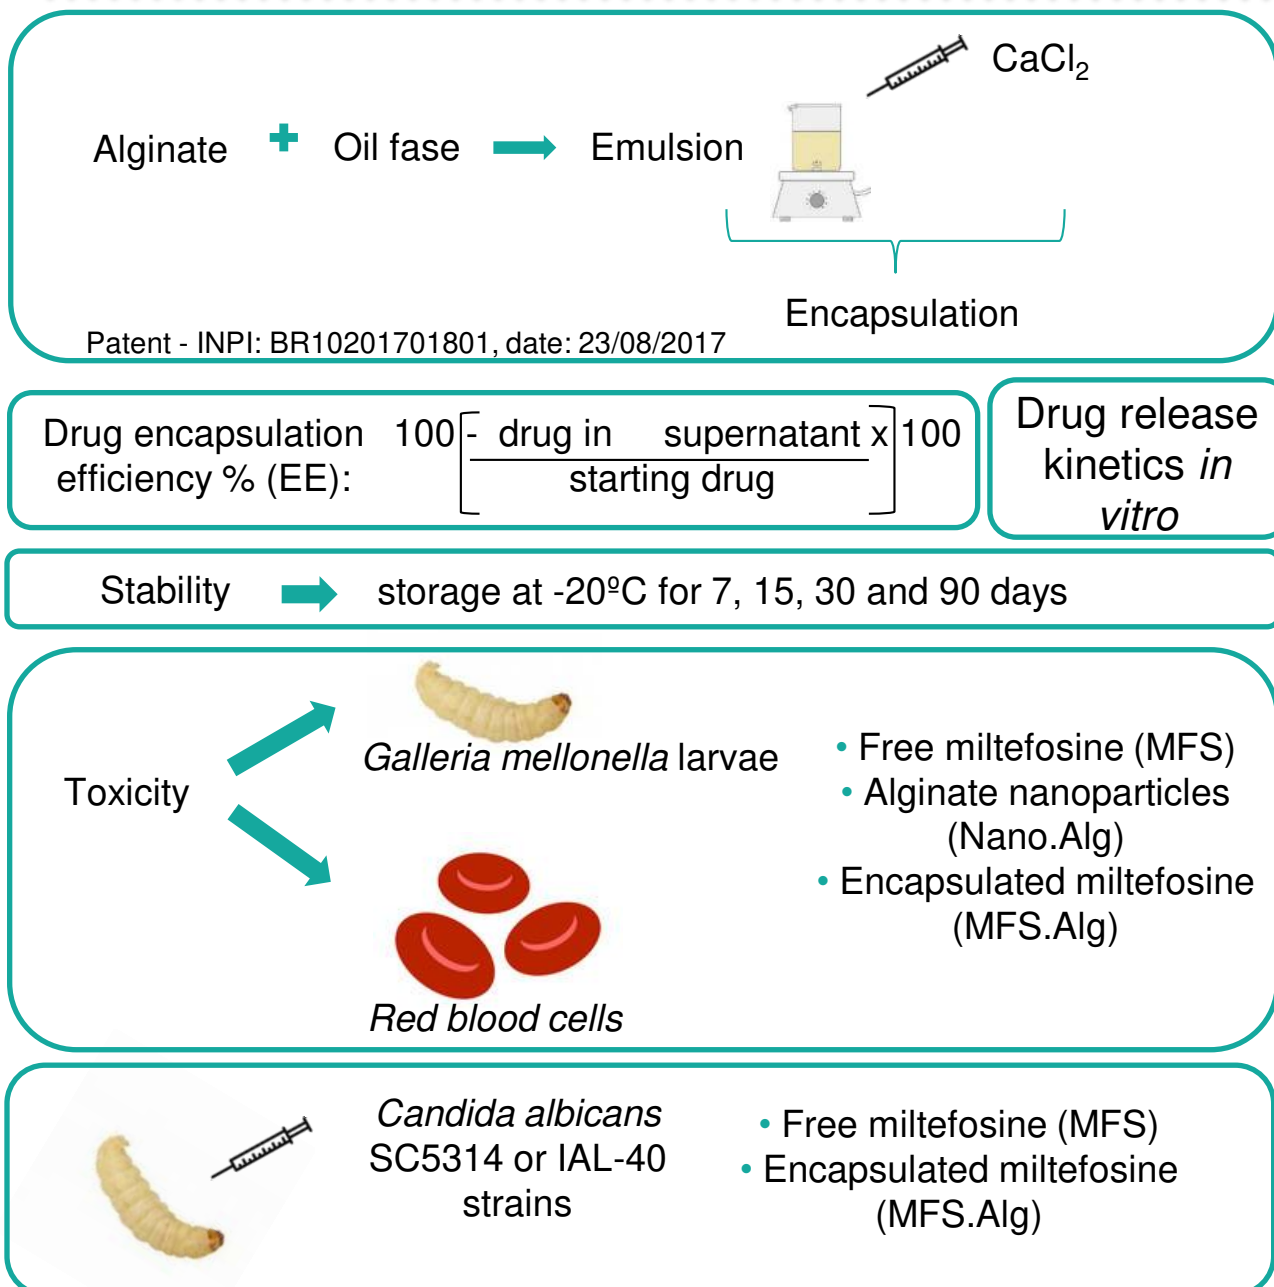 CaCl₂
Alginate + Oil fase Emulsion
Encapsulation
Patent - INPI: BR10201701801, date: 23/08/2017
Drug encapsulation
efficiency % (EE):
100 [- drug in supernatant x] 100
starting drug
Drug release
kinetics in
vitro
Stability storage at -20ºC for 7, 15, 30 and 90 days
Toxicity
Galleria mellonella larvae
Red blood cells
• Free miltefosine (MFS)
• Alginate nanoparticles
(Nano.Alg)
• Encapsulated miltefosine
(MFS.Alg)
Candida albicans
SC5314 or IAL-40
strains
• Free miltefosine (MFS)
• Encapsulated miltefosine
(MFS.Alg)